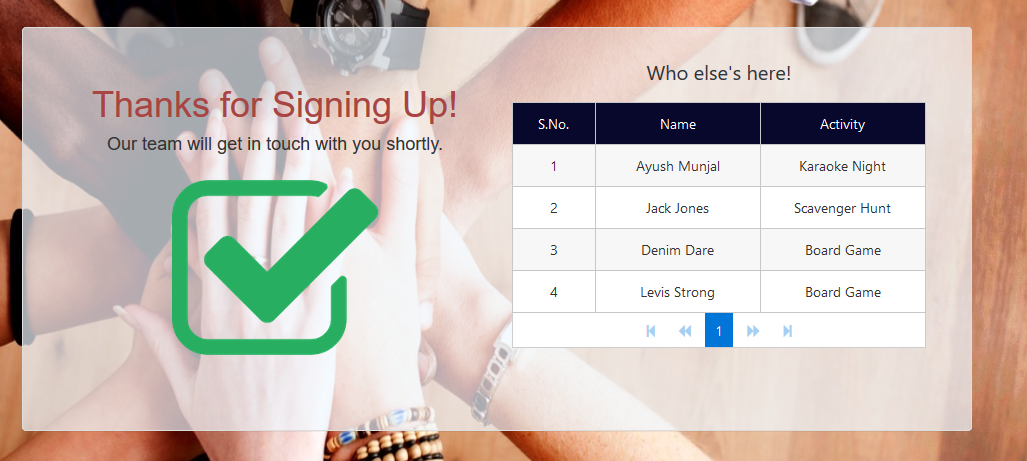 Thanks for Signing Up!
Our team will get in touch with you shortly.
Who else's here!
S.No. Name Activity
1 Ayush Munjal Karaoke Night
2 Jack Jones Scavenger Hunt
3 Denim Dare Board Game
4 Levis Strong Board Game
1